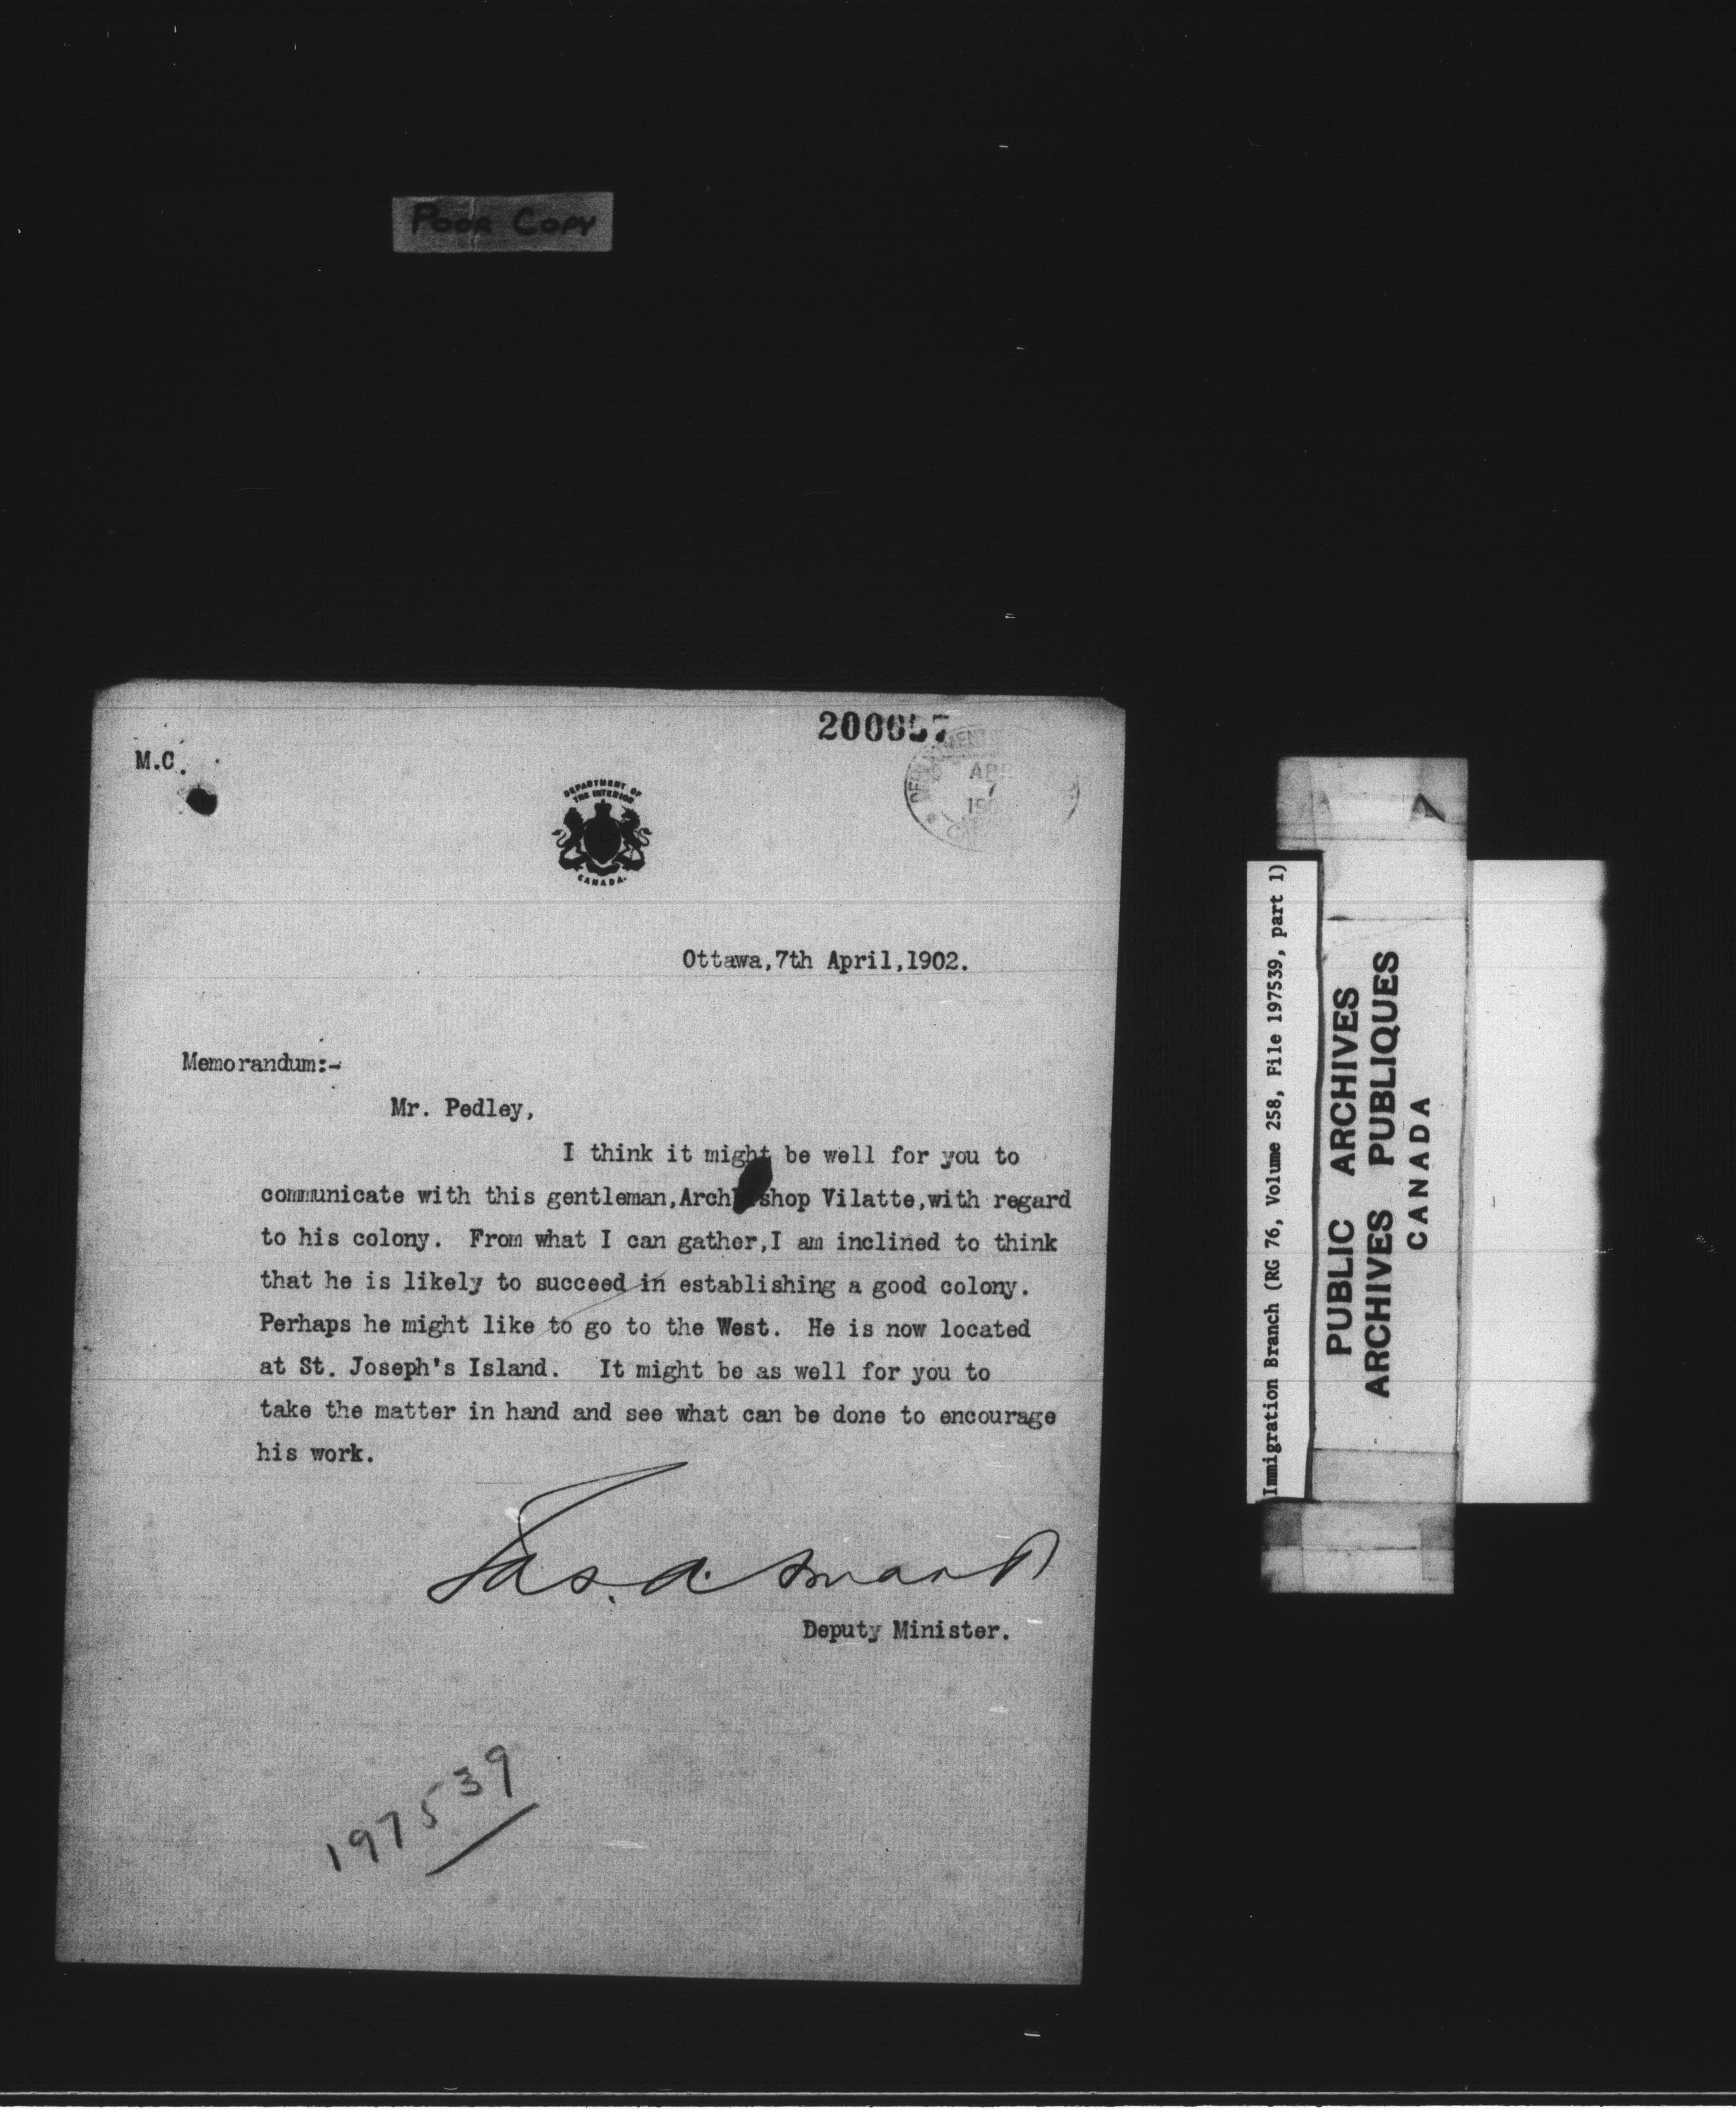 POOR COPY
M.C.
DEPARTMENT OF
THE INTERIOR
CANADA.
APR
7
Ottawa,7th April,1902.
Memorandum:-
Mr. Pedley,
I think it might be well for you to
communicate with this gentleman,Archbishop Vilatte,with regard
to his colony. From what I can gather,I am inclined to think
that he is likely to succeed in establishing a good colony.
Perhaps he might like to go to the West. He is now located
at St. Joseph's Island. It might be as well for you to
take the matter in hand and see what can be done to encourage
his work.
Jas. A. Smart
Deputy Minister.
197539
Immigration Branch (RG 76, Volume 258, File 197539, part 1)
PUBLIC ARCHIVES
ARCHIVES PUBLIQUES
CANADA